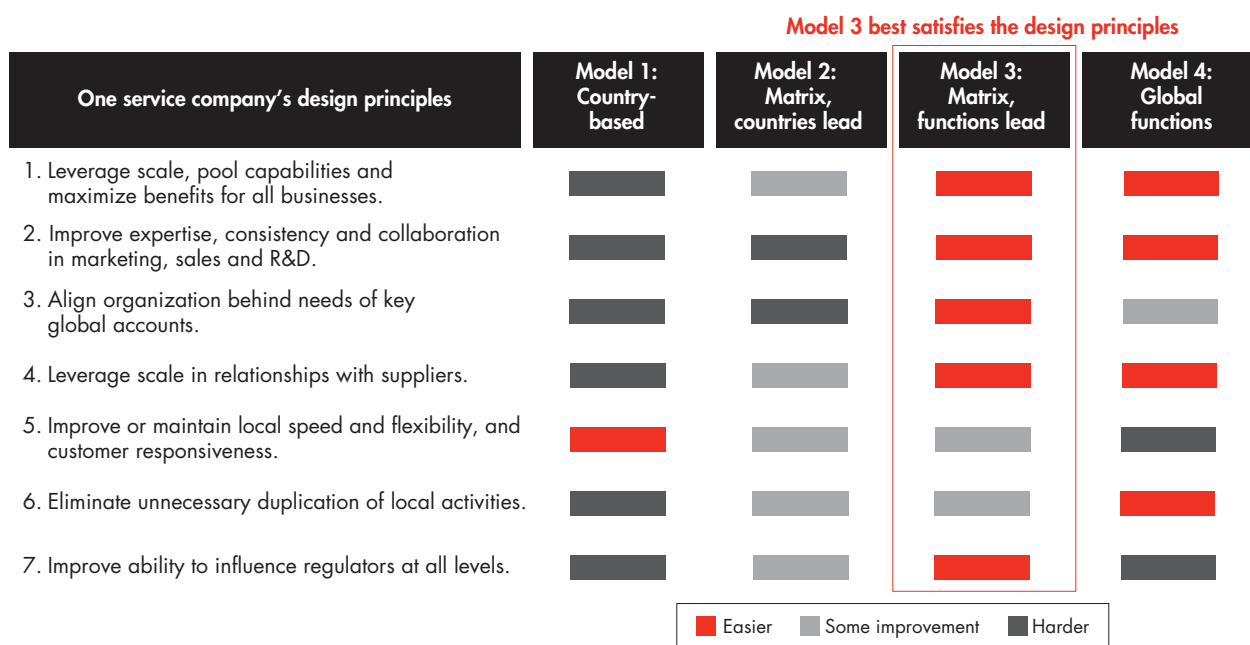 Model 3 best satisfies the design principles
One service company’s design principles
Model 1:
Country-
based
Model 2:
Matrix,
countries lead
Model 3:
Matrix,
functions lead
Model 4:
Global
functions
1. Leverage scale, pool capabilities and
maximize benefits for all businesses.
2. Improve expertise, consistency and collaboration
in marketing, sales and R&D.
3. Align organization behind needs of key
global accounts.
4. Leverage scale in relationships with suppliers.
5. Improve or maintain local speed and flexibility, and
customer responsiveness.
6. Eliminate unnecessary duplication of local activities.
7. Improve ability to influence regulators at all levels.
Easier Some improvement Harder